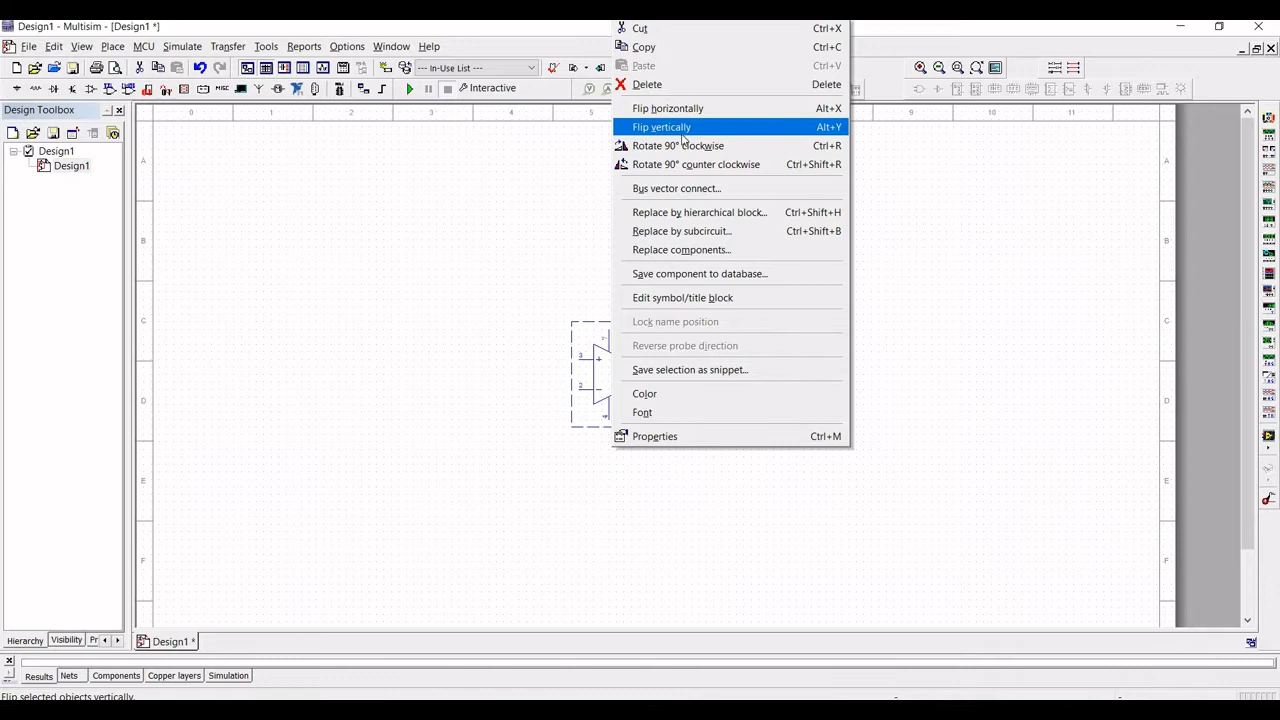 Design1 - Multisim - [Design1 *]
File Edit View Place MCU Simulate Transfer Tools Reports Options Window Help
In-Use List
Interactive
Design Toolbox
Design1
Design1
0 1 2 3 4 5 9 10 11
A A
B B
C C
D D
E E
F F
3 +
2 −
4
Cut Ctrl+X
Copy Ctrl+C
Paste Ctrl+V
Delete Delete
Flip horizontally Alt+X
Flip vertically Alt+Y
Rotate 90° clockwise Ctrl+R
Rotate 90° counter clockwise Ctrl+Shift+R
Bus vector connect...
Replace by hierarchical block... Ctrl+Shift+H
Replace by subcircuit... Ctrl+Shift+B
Replace components...
Save component to database...
Edit symbol/title block
Lock name position
Reverse probe direction
Save selection as snippet...
Color
Font
Properties Ctrl+M
Hierarchy Visibility Pr
Design1 *
Results Nets Components Copper layers Simulation
Flip selected objects vertically.